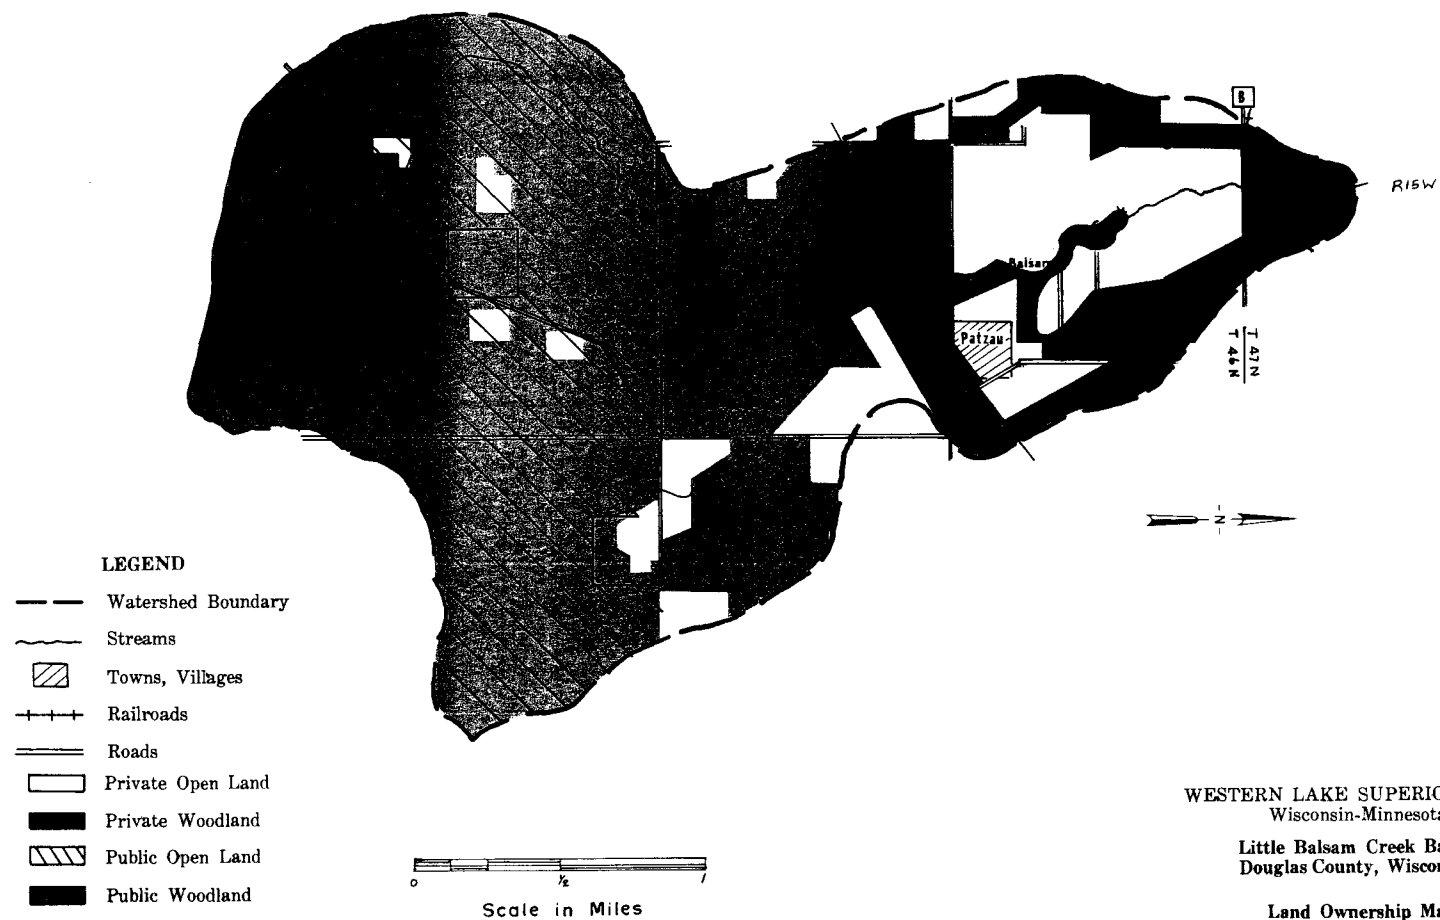 B
R15W
Balsam
Patzau
T 47 N
T 46 N
N
LEGEND
Watershed Boundary
Streams
Towns, Villages
Railroads
Roads
Private Open Land
Private Woodland
Public Open Land
Public Woodland
0 ½ 1
Scale in Miles
WESTERN LAKE SUPERIO
Wisconsin-Minnesota
Little Balsam Creek Ba
Douglas County, Wiscon
Land Ownership Ma